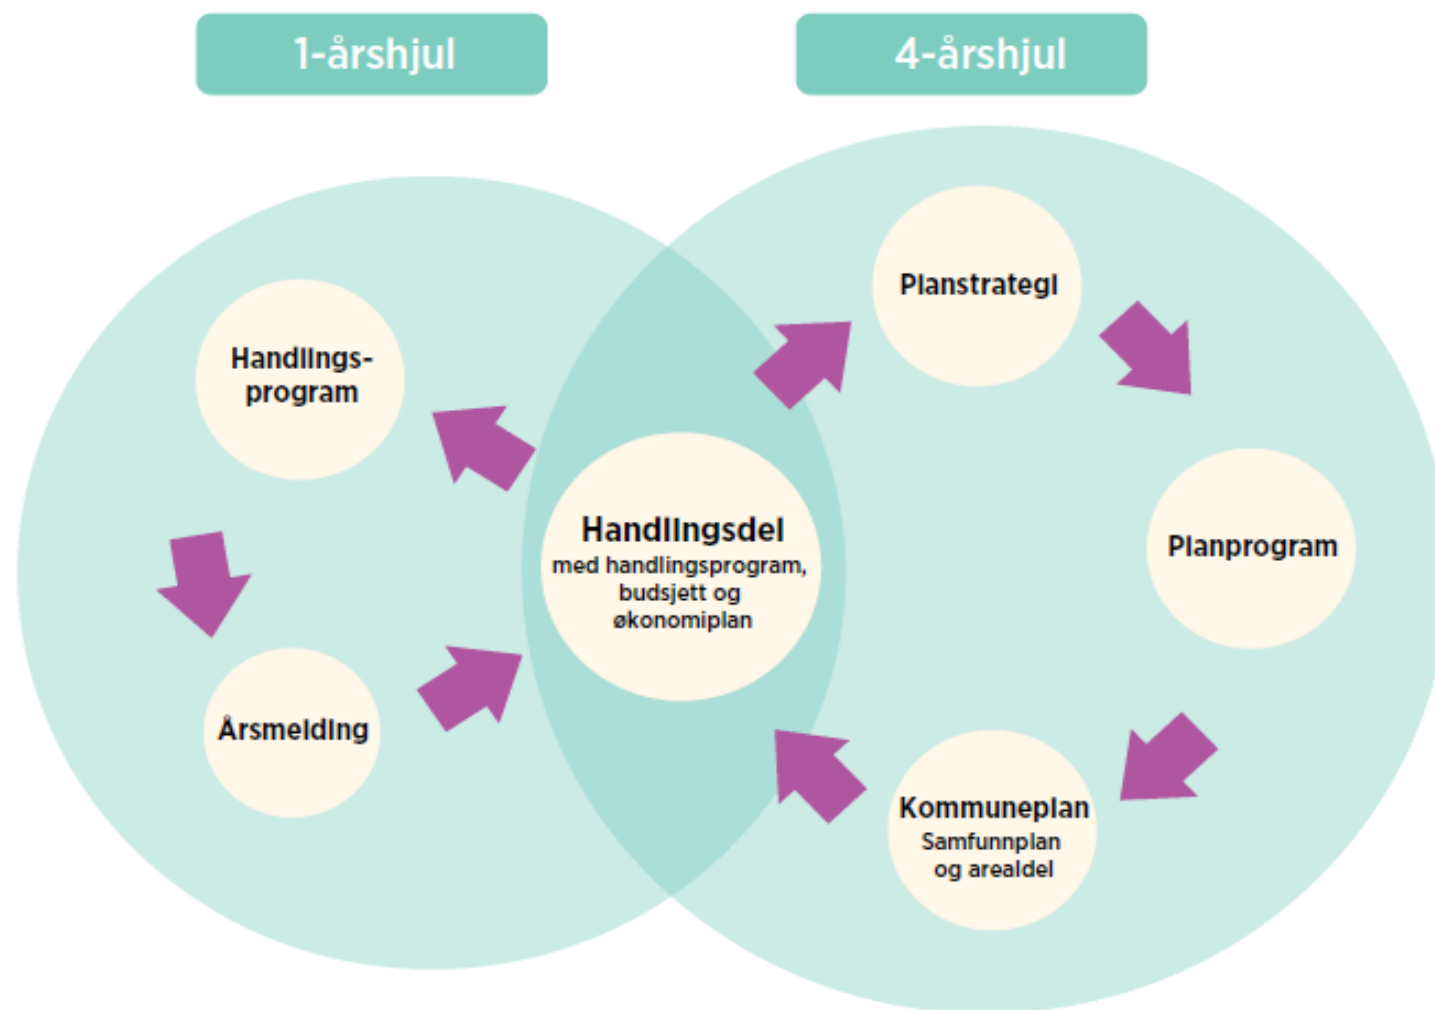 1-årshjul
4-årshjul
Handlings-
program
Årsmelding
Handlingsdel
med handlingsprogram,
budsjett og
økonomiplan
Planstrategi
Planprogram
Kommuneplan
Samfunnplan
og arealdel